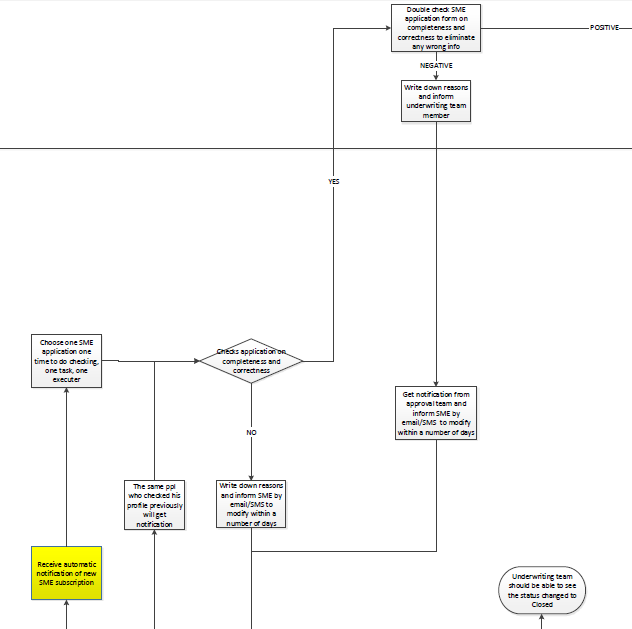 Double check SME
application form on
completeness and
correctness to eliminate
any wrong info
POSITIVE
NEGATIVE
Write down reasons
and inform
underwriting team
member
YES
Choose one SME
application one
time to do checking,
one task, one
executer
Checks application on
completeness and
correctness
Get notification from
approval team and
inform SME by
email/SMS to modify
within a number of days
NO
The same ppl
who checked his
profile previously
will get
notification
Write down reasons
and inform SME by
email/SMS to
modify within a
number of days
Receive automatic
notification of new
SME subscription
Underwriting team
should be able to see
the status changed to
Closed